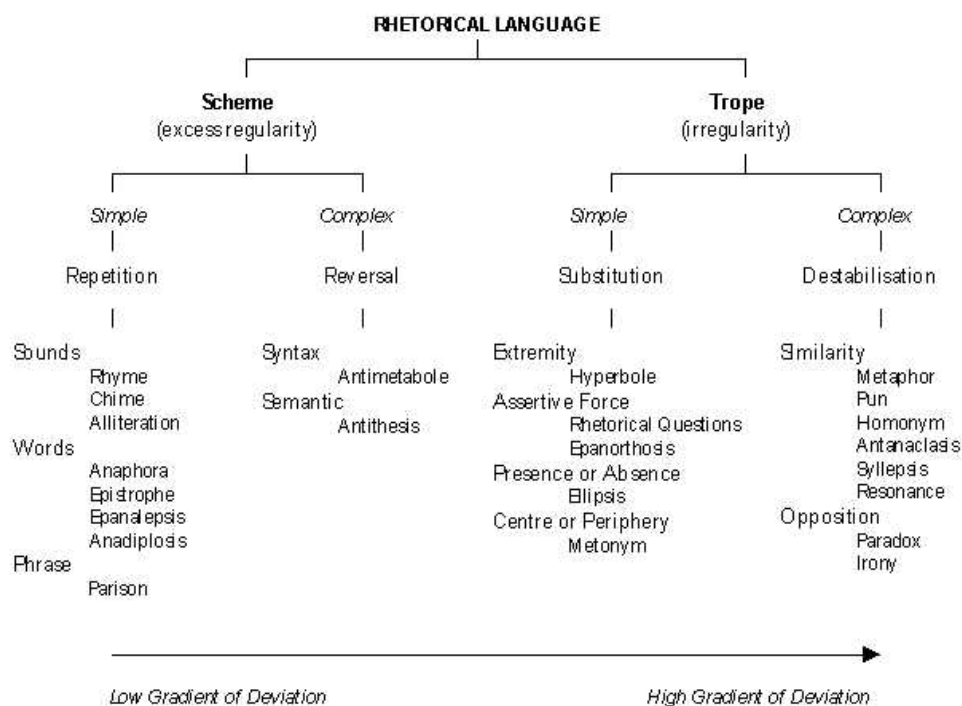 RHETORICAL LANGUAGE
Scheme
(excess regularity)
Trope
(irregularity)
Simple
Complex
Simple
Complex
Repetition
Reversal
Substitution
Destabilisation
Sounds
Rhyme
Chime
Alliteration
Words
Anaphora
Epistrophe
Epanalepsis
Anadiplosis
Phrase
Parison
Syntax
Antimetabole
Semantic
Antithesis
Extremity
Hyperbole
Assertive Force
Rhetorical Questions
Epanorthosis
Presence or Absence
Ellipsis
Centre or Periphery
Metonym
Similarity
Metaphor
Pun
Homonym
Antanaclasis
Syllepsis
Resonance
Opposition
Paradox
Irony
Low Gradient of Deviation
High Gradient of Deviation